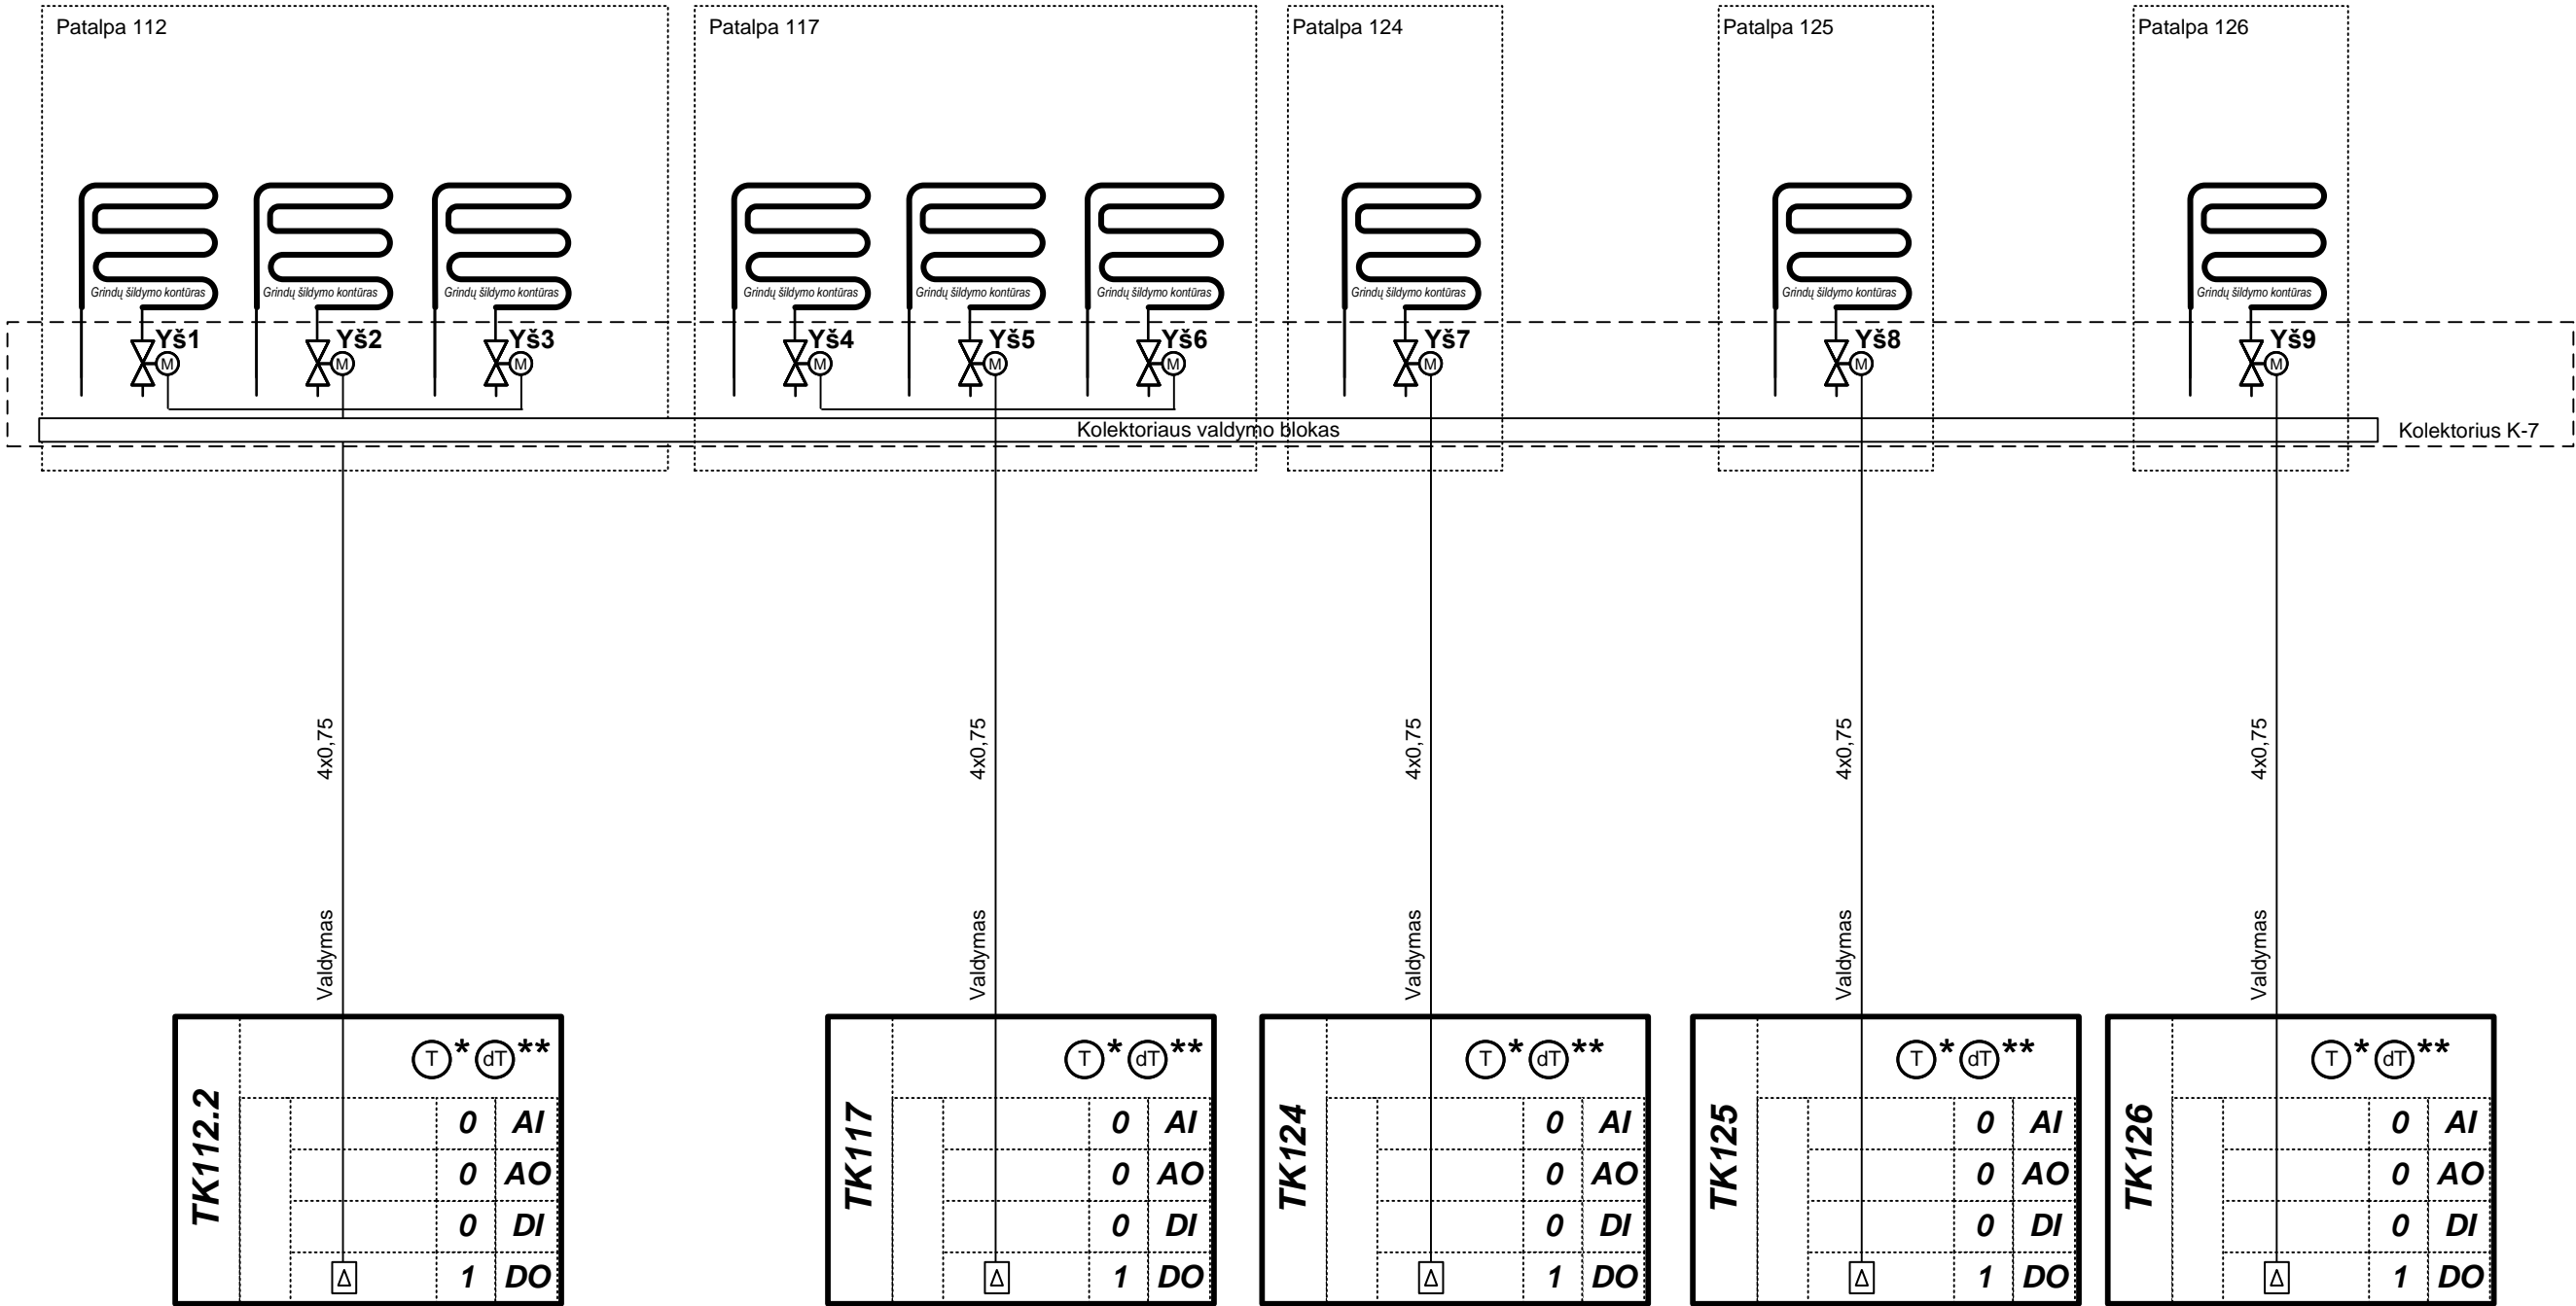 Patalpa 112
Patalpa 117
Patalpa 124
Patalpa 125
Patalpa 126
Grindų šildymo kontūras
Grindų šildymo kontūras
Grindų šildymo kontūras
Grindų šildymo kontūras
Grindų šildymo kontūras
Grindų šildymo kontūras
Grindų šildymo kontūras
Grindų šildymo kontūras
Grindų šildymo kontūras
Yš1
Yš2
Yš3
Yš4
Yš5
Yš6
Yš7
Yš8
Yš9
M
M
M
M
M
M
M
M
M
Kolektoriaus valdymo blokas
Kolektorius K-7
4x0,75
4x0,75
4x0,75
4x0,75
4x0,75
Valdymas
Valdymas
Valdymas
Valdymas
Valdymas
TK112.2
T* dT**
0 AI
0 AO
0 DI
Δ 1 DO
TK117
T* dT**
0 AI
0 AO
0 DI
Δ 1 DO
TK124
T* dT**
0 AI
0 AO
0 DI
Δ 1 DO
TK125
T* dT**
0 AI
0 AO
0 DI
Δ 1 DO
TK126
T* dT**
0 AI
0 AO
0 DI
Δ 1 DO